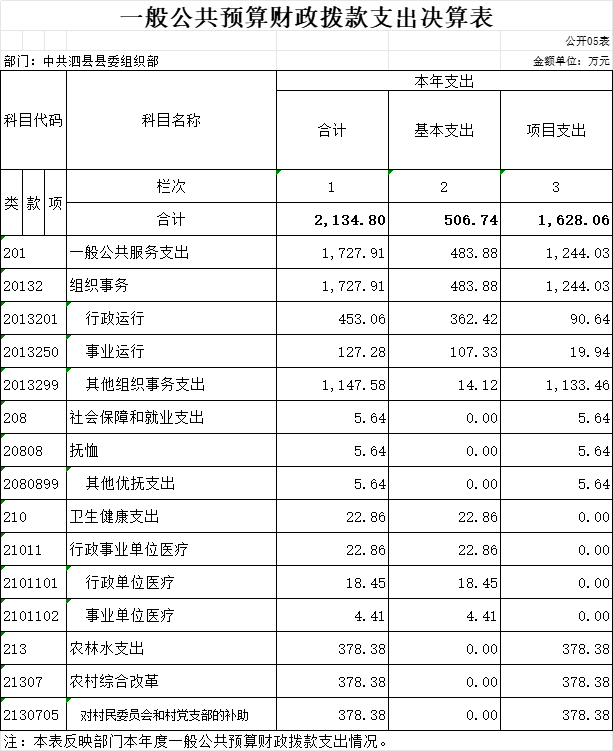 一般公共预算财政拨款支出决算表
公开05表
部门：中共泗县县委组织部 金额单位：万元
科目代码 科目名称 本年支出
合计 基本支出 项目支出
类 款 项 栏次 1 2 3
合计 2,134.80 506.74 1,628.06
201 一般公共服务支出 1,727.91 483.88 1,244.03
20132 组织事务 1,727.91 483.88 1,244.03
2013201 行政运行 453.06 362.42 90.64
2013250 事业运行 127.28 107.33 19.94
2013299 其他组织事务支出 1,147.58 14.12 1,133.46
208 社会保障和就业支出 5.64 0.00 5.64
20808 抚恤 5.64 0.00 5.64
2080899 其他优抚支出 5.64 0.00 5.64
210 卫生健康支出 22.86 22.86 0.00
21011 行政事业单位医疗 22.86 22.86 0.00
2101101 行政单位医疗 18.45 18.45 0.00
2101102 事业单位医疗 4.41 4.41 0.00
213 农林水支出 378.38 0.00 378.38
21307 农村综合改革 378.38 0.00 378.38
2130705 对村民委员会和村党支部的补助 378.38 0.00 378.38
注：本表反映部门本年度一般公共预算财政拨款支出情况。